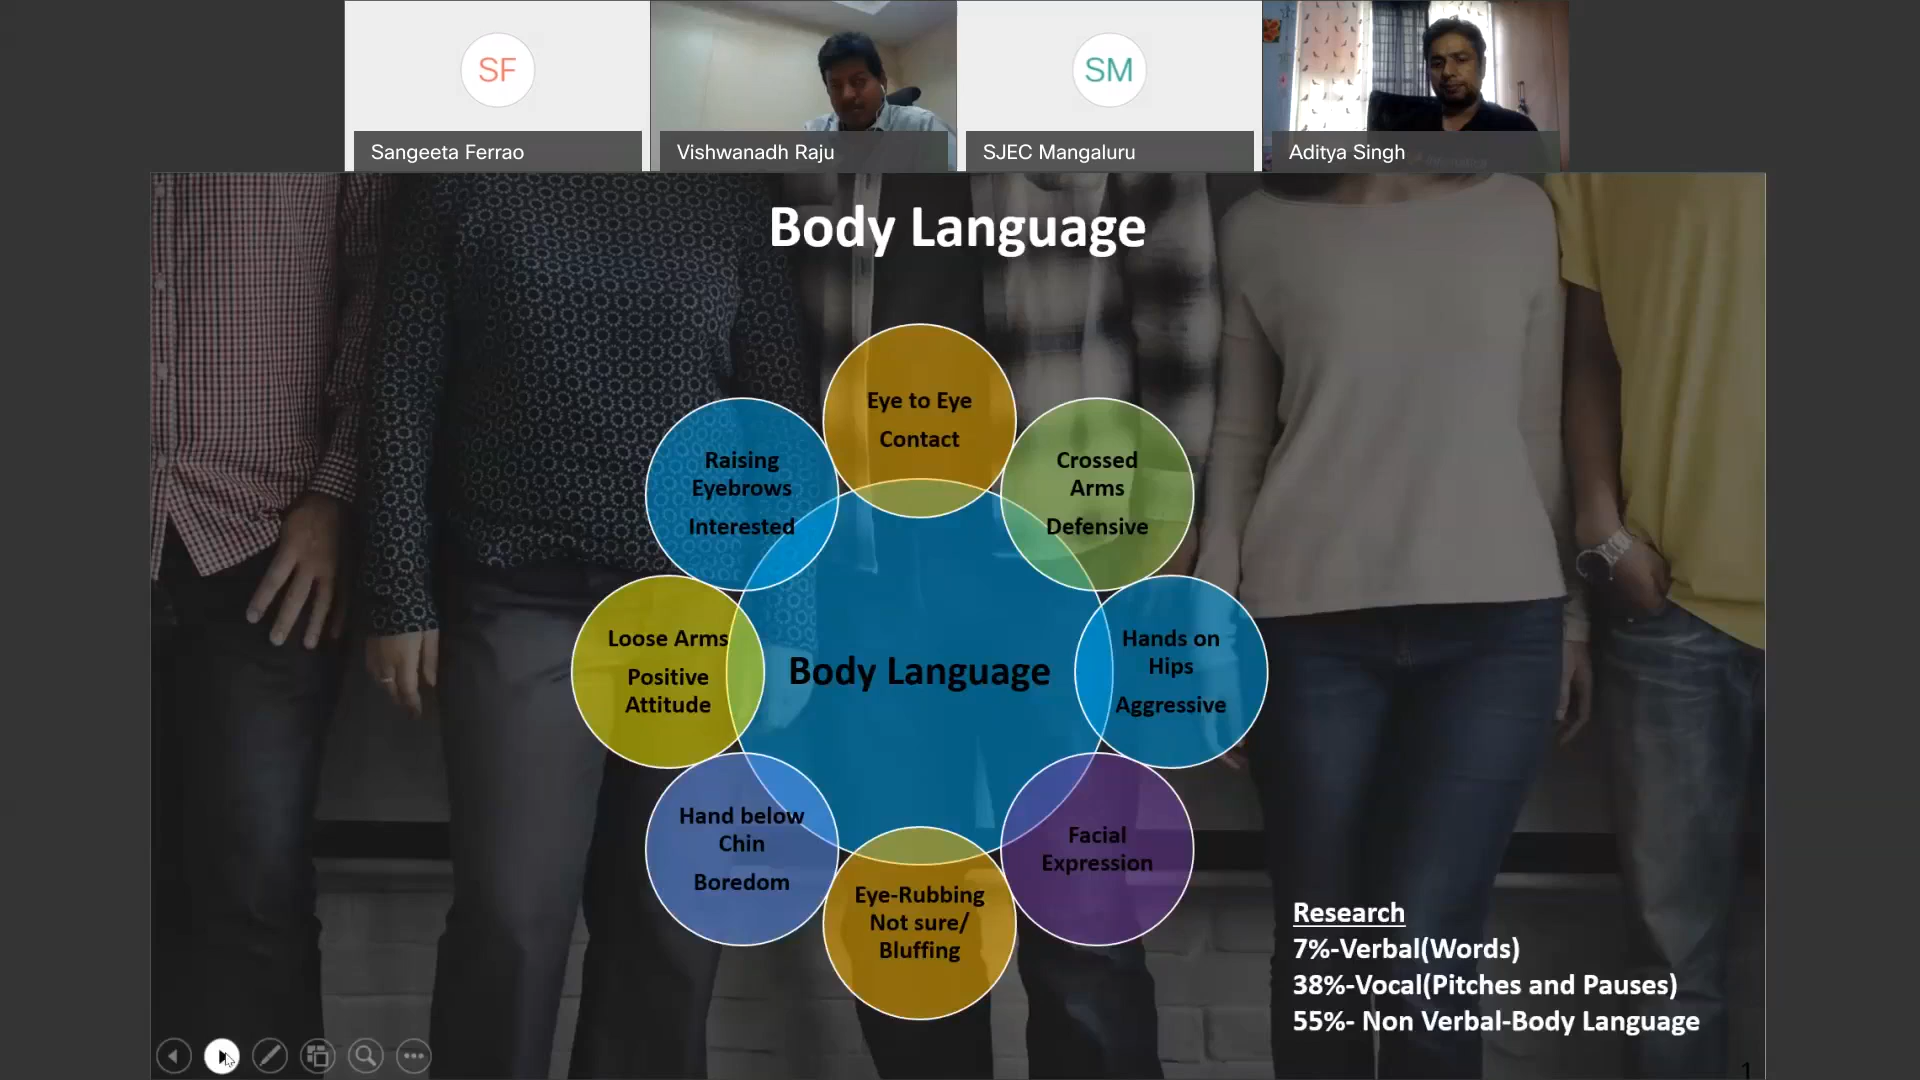 SF
SM
Sangeeta Ferrao
Vishwanadh Raju
SJEC Mangaluru
Aditya Singh
Body Language
Eye to Eye
Contact
Crossed
Arms
Defensive
Hands on
Hips
Aggressive
Facial
Expression
Eye-Rubbing
Not sure/
Bluffing
Hand below
Chin
Boredom
Loose Arms
Positive
Attitude
Raising
Eyebrows
Interested
Body Language
Research
7%-Verbal(Words)
38%-Vocal(Pitches and Pauses)
55%- Non Verbal-Body Language
1